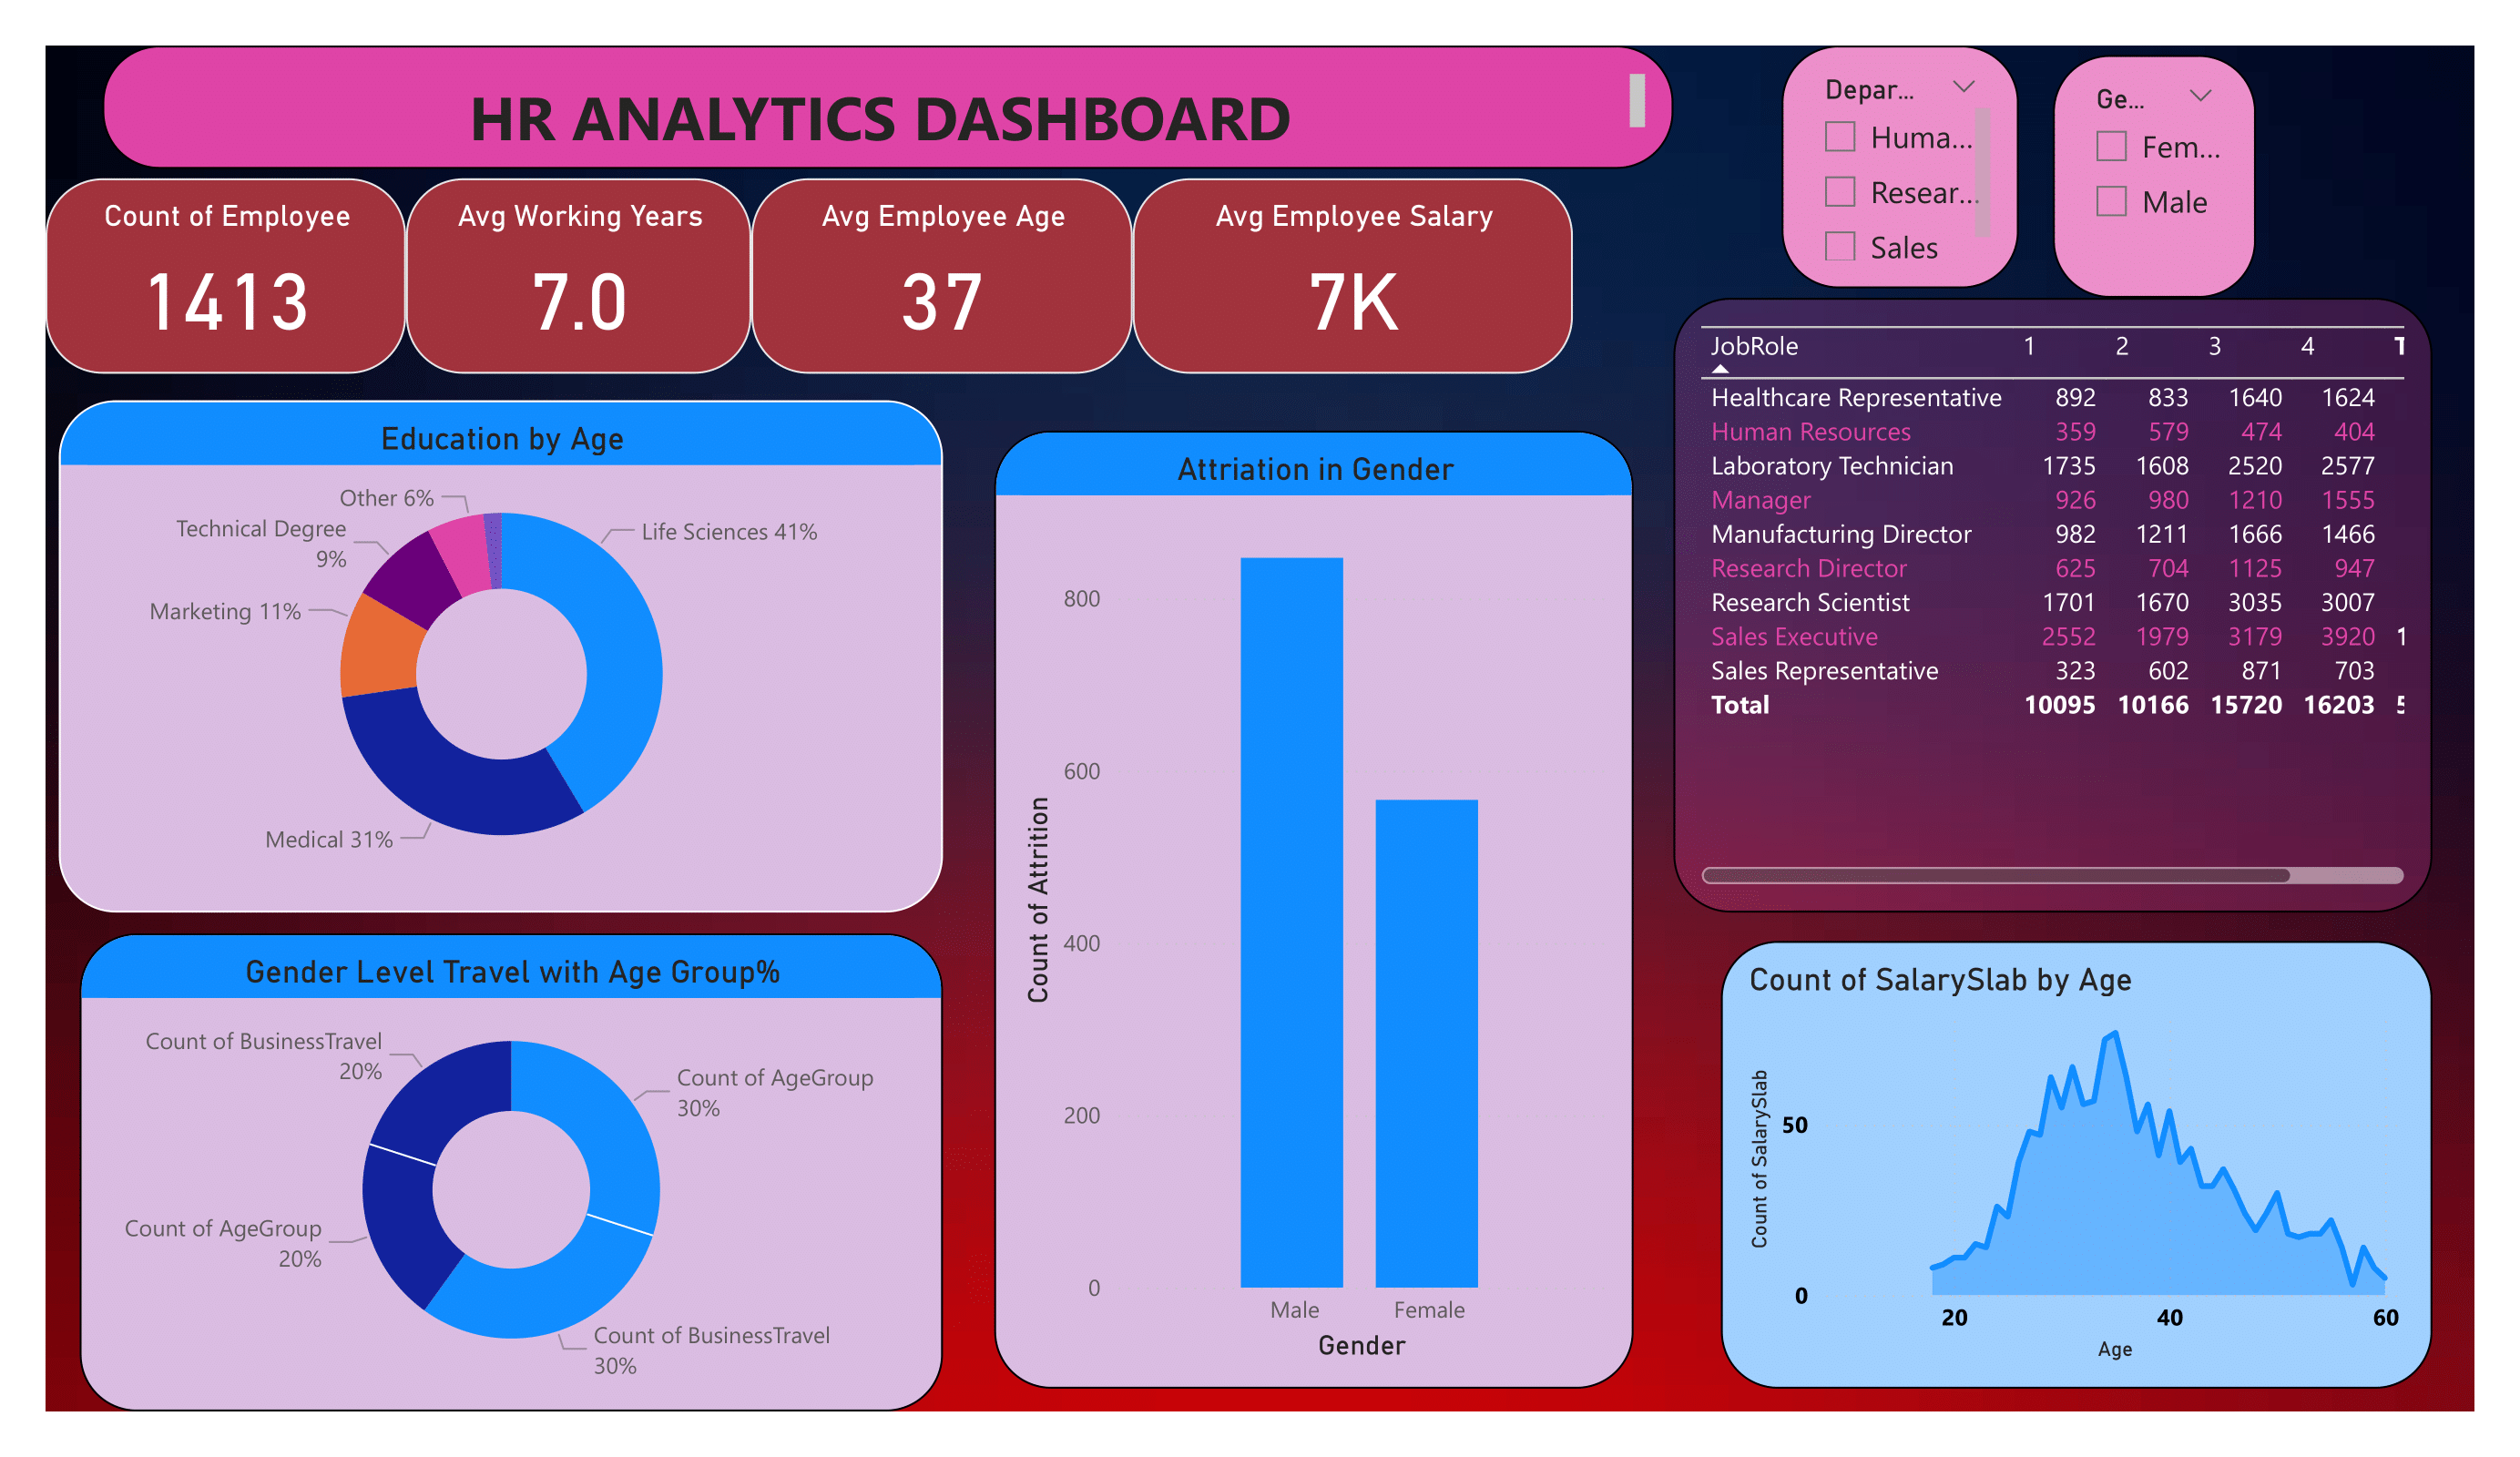 HR ANALYTICS DASHBOARD
Depar...
Huma...
Resear...
Sales
Ge...
Fem...
Male
Count of Employee
1413
Avg Working Years
7.0
Avg Employee Age
37
Avg Employee Salary
7K
Education by Age
Other 6%
Technical Degree
9%
Marketing 11%
Medical 31%
Life Sciences 41%
Gender Level Travel with Age Group%
Count of BusinessTravel
20%
Count of AgeGroup
30%
Count of AgeGroup
20%
Count of BusinessTravel
30%
Attriation in Gender
Count of Attrition
800
600
400
200
0
Male Female
Gender
JobRole 1 2 3 4
Healthcare Representative 892 833 1640 1624
Human Resources 359 579 474 404
Laboratory Technician 1735 1608 2520 2577
Manager 926 980 1210 1555
Manufacturing Director 982 1211 1666 1466
Research Director 625 704 1125 947
Research Scientist 1701 1670 3035 3007
Sales Executive 2552 1979 3179 3920 1
Sales Representative 323 602 871 703
Total 10095 10166 15720 16203
Count of SalarySlab by Age
Count of SalarySlab
50
0
20 40 60
Age